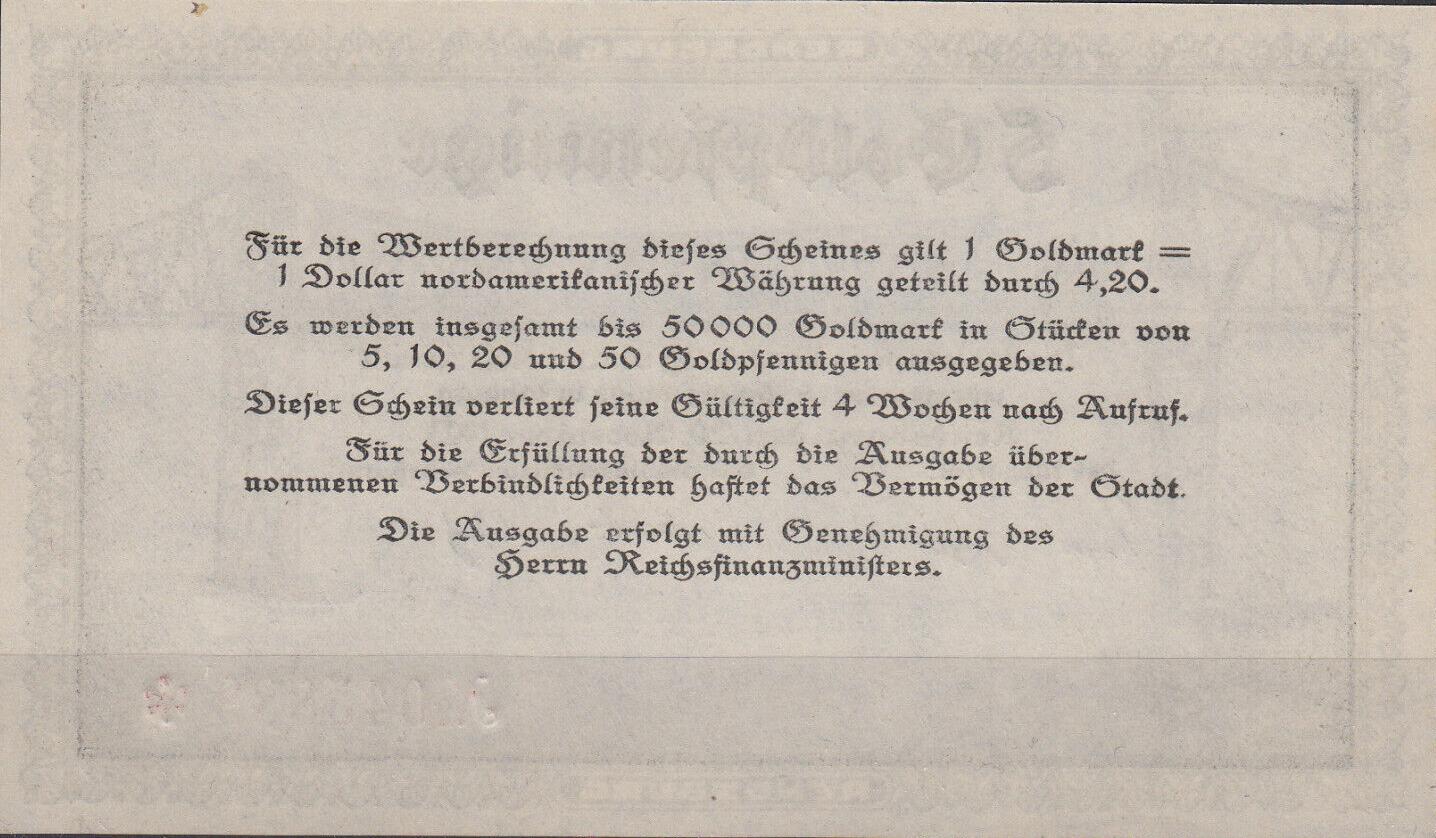 Für die Wertberechnung dieses Scheines gilt 1 Goldmark =
1 Dollar nordamerikanischer Währung geteilt durch 4,20.
Es werden insgesamt bis 50000 Goldmark in Stücken von
5, 10, 20 und 50 Goldpfennigen ausgegeben.
Dieser Schein verliert seine Gültigkeit 4 Wochen nach Aufruf.
Für die Erfüllung der durch die Ausgabe über-
nommenen Verbindlichkeiten haftet das Vermögen der Stadt.
Die Ausgabe erfolgt mit Genehmigung des
Herrn Reichsfinanzministers.